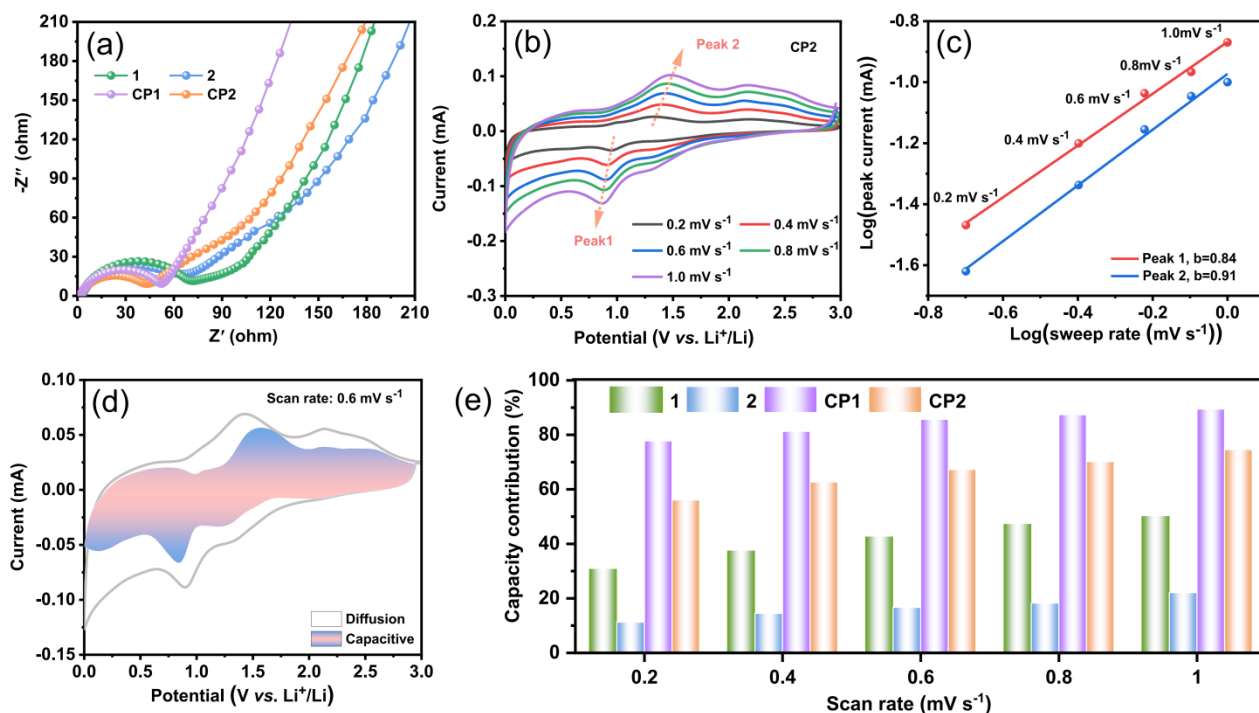 (a)
1
2
CP1
CP2
210
180
150
120
90
60
30
0
-Z″ (ohm)
0 30 60 90 120 150 180 210
Z′ (ohm)
(b)
Peak 2
CP2
Peak1
0.2 mV s⁻¹
0.4 mV s⁻¹
0.6 mV s⁻¹
0.8 mV s⁻¹
1.0 mV s⁻¹
0.2
0.1
0.0
-0.1
-0.2
-0.3
Current (mA)
0.0 0.5 1.0 1.5 2.0 2.5 3.0
Potential (V vs. Li⁺/Li)
(c)
1.0mV s⁻¹
0.8mV s⁻¹
0.6 mV s⁻¹
0.4 mV s⁻¹
0.2 mV s⁻¹
Peak 1, b=0.84
Peak 2, b=0.91
-0.8
-1.0
-1.2
-1.4
-1.6
Log(peak current (mA))
-0.8 -0.6 -0.4 -0.2 0.0
Log(sweep rate (mV s⁻¹))
(d)
Scan rate: 0.6 mV s⁻¹
Diffusion
Capacitive
0.10
0.05
0.00
-0.05
-0.10
-0.15
Current (mA)
0.0 0.5 1.0 1.5 2.0 2.5 3.0
Potential (V vs. Li⁺/Li)
(e)
1
2
CP1
CP2
100
80
60
40
20
0
Capacity contribution (%)
0.2 0.4 0.6 0.8 1
Scan rate (mV s⁻¹)